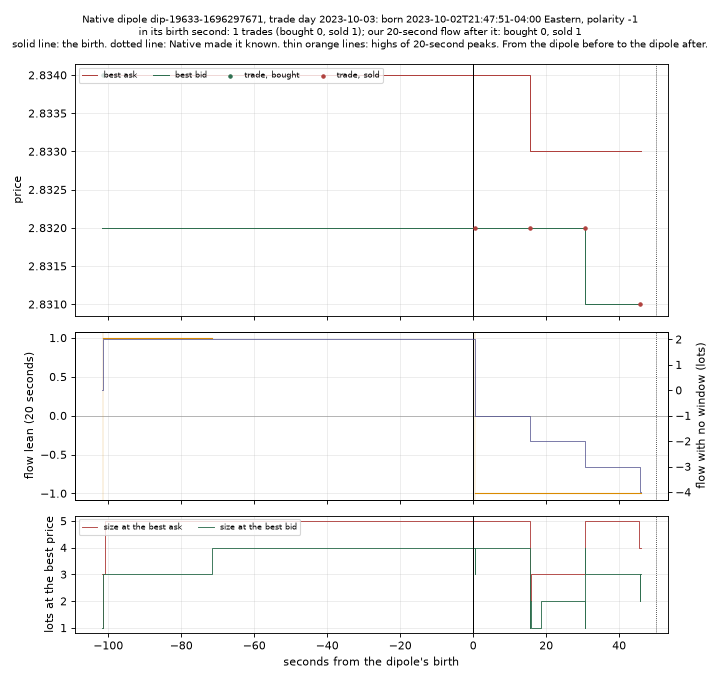 Native dipole dip-19633-1696297671, trade day 2023-10-03: born 2023-10-02T21:47:51-04:00 Eastern, polarity -1
in its birth second: 1 trades (bought 0, sold 1); our 20-second flow after it: bought 0, sold 1
solid line: the birth. dotted line: Native made it known. thin orange lines: highs of 20-second peaks. From the dipole before to the dipole after.
best ask best bid trade, bought trade, sold
2.8340
2.8335
2.8330
2.8325
2.8320
2.8315
2.8310
price
1.0
0.5
0.0
−0.5
−1.0
flow lean (20 seconds)
2
1
0
−1
−2
−3
−4
flow with no window (lots)
size at the best ask size at the best bid
5
4
3
2
1
lots at the best price
−100 −80 −60 −40 −20 0 20 40
seconds from the dipole's birth